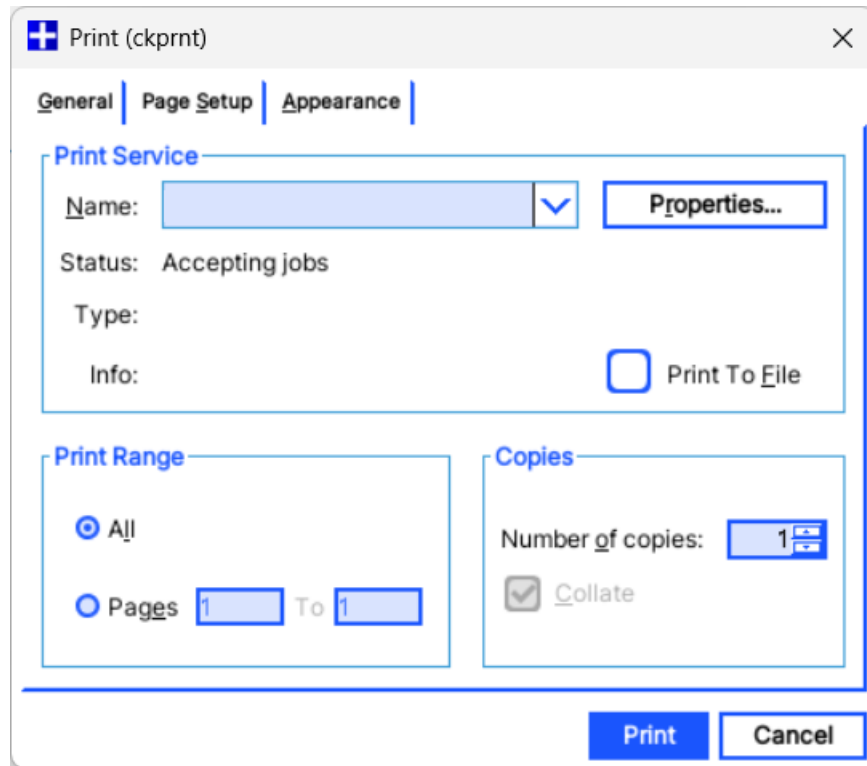 Print (ckprnt)
General Page Setup Appearance
Print Service
Name: Properties...
Status: Accepting jobs
Type:
Info: Print To File
Print Range Copies
All
Number of copies: 1
Pages 1 To 1
Collate
Print Cancel